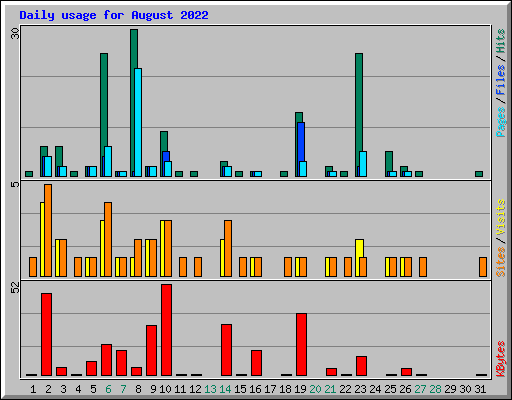 Daily usage for August 2022
30
Pages / Files / Hits
5
Sites / Visits
52
KBytes
1 2 3 4 5 6 7 8 9 10 11 12 13 14 15 16 17 18 19 20 21 22 23 24 25 26 27 28 29 30 31